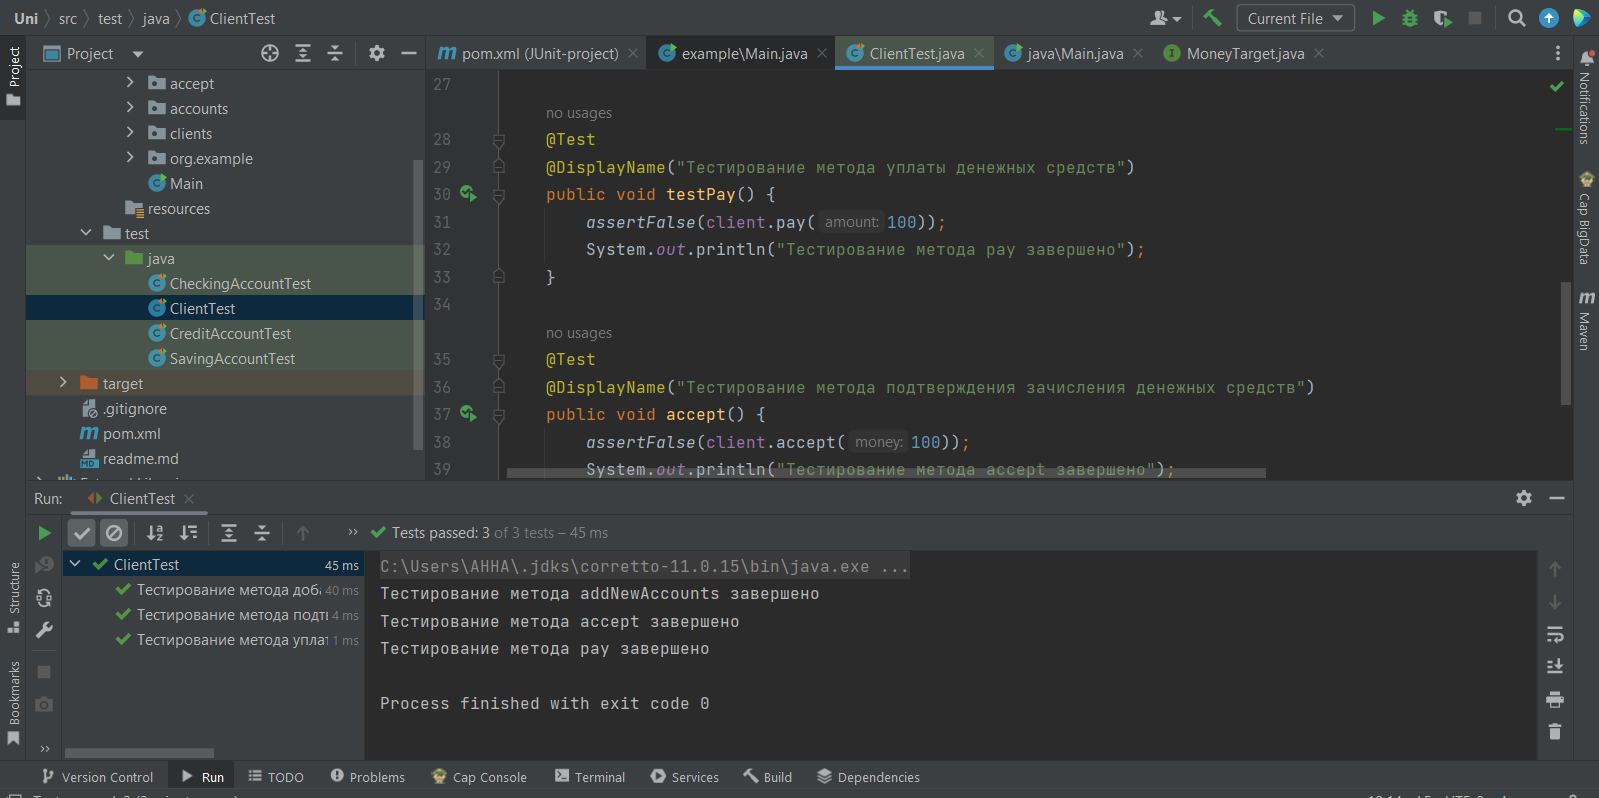 Uni src test java ClientTest
Current File
Project
pom.xml (JUnit-project)
example\Main.java
ClientTest.java
java\Main.java
MoneyTarget.java
Project
accept
accounts
clients
org.example
Main
resources
test
java
CheckingAccountTest
ClientTest
CreditAccountTest
SavingAccountTest
target
.gitignore
pom.xml
readme.md
27
no usages
28 @Test
29 @DisplayName("Тестирование метода уплаты денежных средств")
30 public void testPay() {
31 assertFalse(client.pay( amount: 100));
32 System.out.println("Тестирование метода pay завершено");
33 }
34
no usages
35 @Test
36 @DisplayName("Тестирование метода подтверждения зачисления денежных средств")
37 public void accept() {
38 assertFalse(client.accept( money: 100));
39 System.out.println("Тестирование метода accept завершено");
Notifications
Cap BigData
Maven
Run: ClientTest
Tests passed: 3 of 3 tests – 45 ms
ClientTest 45 ms
Тестирование метода доба 40 ms
Тестирование метода подтв 4 ms
Тестирование метода уплат 1 ms
C:\Users\АННА\.jdks\corretto-11.0.15\bin\java.exe ...
Тестирование метода addNewAccounts завершено
Тестирование метода accept завершено
Тестирование метода pay завершено
Process finished with exit code 0
Structure
Bookmarks
Version Control
Run
TODO
Problems
Cap Console
Terminal
Services
Build
Dependencies